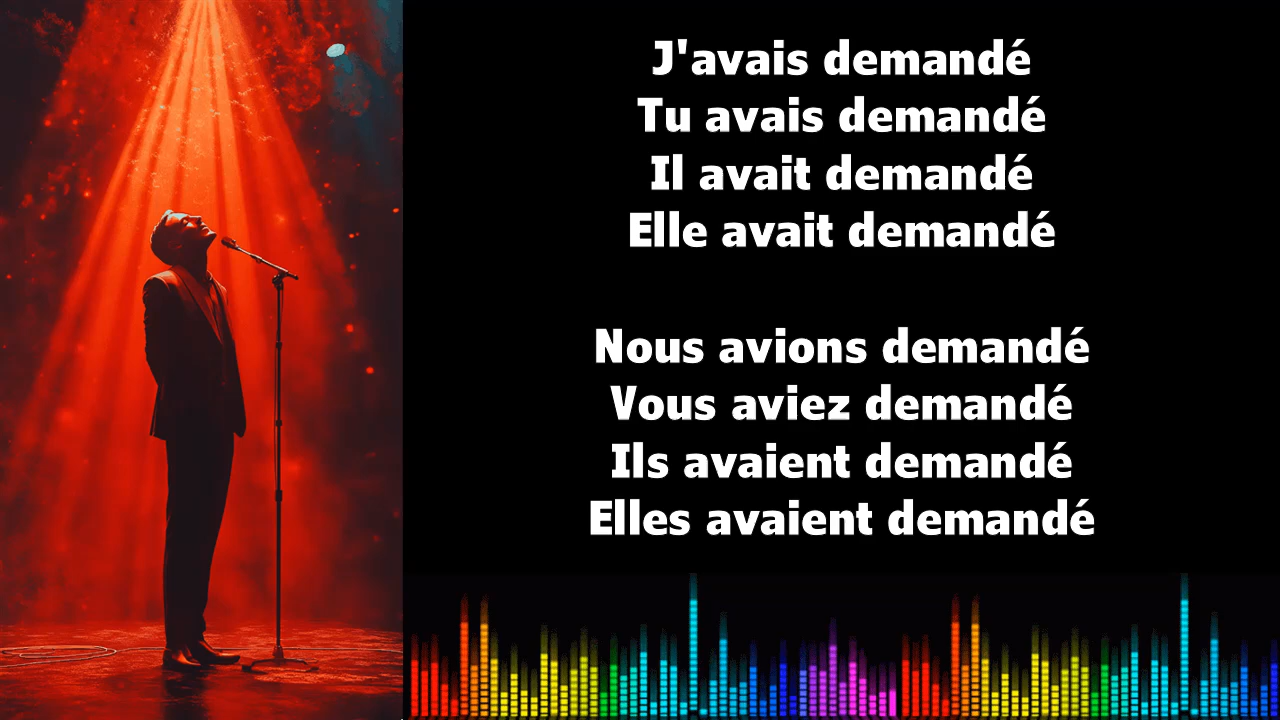 J'avais demandé
Tu avais demandé
Il avait demandé
Elle avait demandé
Nous avions demandé
Vous aviez demandé
Ils avaient demandé
Elles avaient demandé